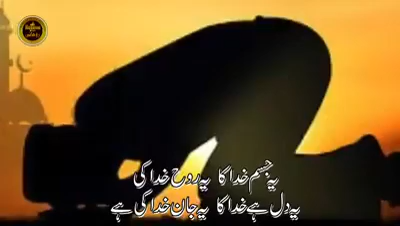 یہ جسم خدا کا یہ روح خدا کی
یہ دل ہے خدا کا یہ جان خدا کی ہے